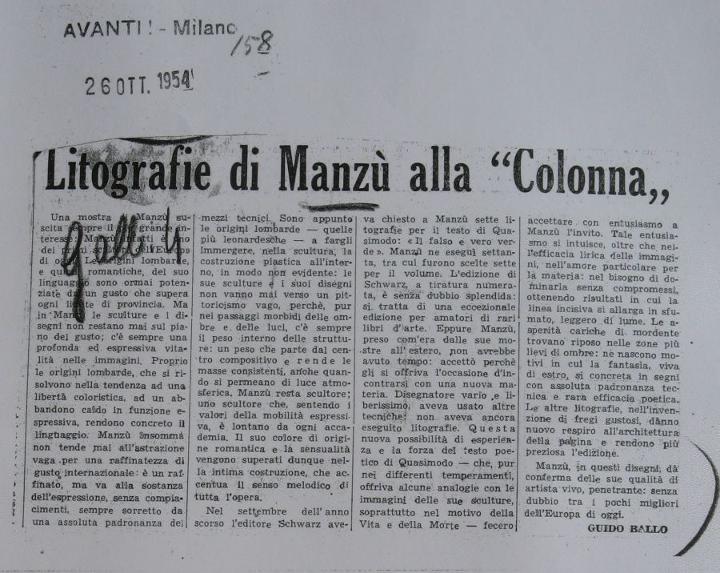 AVANTI! - Milano
158
26 OTT. 1954
Litografie di Manzù alla “Colonna„
Una mostra di Manzù su-
scita sempre il più grande in-
teresse. Manzù infatti è uno
dei primi scultori d'Europa
di oggi. Le origini lombarde,
e quelle romantiche, del suo
linguaggio sono ormai poten-
ziate da un gusto che supera
ogni limite di provincia. Ma
in Manzù le sculture e i di-
segni non restano mai sul pia-
no del gusto; c'è sempre una
profonda ed espressiva vita-
lità nelle immagini. Proprio
le origini lombarde, che si ri-
solvono nella tendenza ad una
libertà coloristica, ad un ab-
bandono caldo in funzione e-
spressiva, rendono concreto il
linguaggio. Manzù insomma
non tende mai all'astrazione
vaga per una raffinatezza di
gusto internazionale: è un raf-
finato, ma va alla sostanza
dell'espressione, senza compia-
cimenti, sempre sorretto da
una assoluta padronanza dei
mezzi tecnici. Sono appunto
le origini lombarde — quelle
più leonardesche — a fargli
immergere, nella scultura, la
costruzione plastica all'inter-
no, in modo non evidente: le
sue sculture e i suoi disegni
non vanno mai verso un pit-
toricismo vago, perchè, pur
nei passaggi morbidi delle om-
bre e delle luci, c'è sempre
il peso interno delle struttu-
re: un peso che parte dal cen-
tro compositivo e rende le
masse consistenti, anche quan-
do si permeano di luce atmo-
sferica. Manzù resta scultore;
uno scultore che, sentendo i
valori della mobilità espressi-
va, è lontano da ogni acca-
demia. Il suo colore di origi-
ne romantica e la sensualità
vengono superati dunque nel-
la intima costruzione, che ac-
centua il senso melodico di
tutta l'opera.
Nel settembre dell'anno
scorso l'editore Schwarz ave-
va chiesto a Manzù sette li-
tografie per il testo di Qua-
simodo: « Il falso e vero ver-
de ». Manzù ne eseguì settan-
ta, tra cui furono scelte sette
per il volume. L'edizione di
Schwarz, a tiratura numerata,
è senza dubbio splendida:
si tratta di una eccezionale
edizione per amatori di rari
libri d'arte. Eppure Manzù,
preso com'era dalle sue mo-
stre all'estero, non avrebbe
avuto tempo: accettò perchè
gli si offriva l'occasione d'in-
contrarsi con una nuova ma-
teria. Disegnatore vario e li-
berissimo, aveva usato altre
tecniche; non aveva ancora
eseguito litografie. Questa
nuova possibilità di esperien-
za e la forza del testo poe-
tico di Quasimodo — che, pur
nei differenti temperamenti,
offriva alcune analogie con le
immagini delle sue sculture,
soprattutto nel motivo della
Vita e della Morte — fecero
accettare con entusiasmo a
Manzù l'invito. Tale entusia-
smo si intuisce, oltre che nel-
l'efficacia lirica delle immagi-
ni, nell'amore particolare per
la materia: nel bisogno di do-
minarla senza compromessi,
ottenendo risultati in cui la
linea incisiva si allarga in sfu-
mato, leggero di lume. Le a-
sperità cariche di mordente
trovano riposo nelle zone più
lievi di ombre: ne nascono mo-
tivi in cui la fantasia, viva
di estro, si concreta in segni
con assoluta padronanza tec-
nica e rara efficacia poetica.
Le altre litografie, nell'inven-
zione di fregi gustosi, dànno
nuovo respiro all'architettura
della pagina e rendono più
preziosa l'edizione.
Manzù, in questi disegni, dà
conferma delle sue qualità di
artista vivo, penetrante: senza
dubbio tra i pochi migliori
dell'Europa di oggi.
GUIDO BALLO